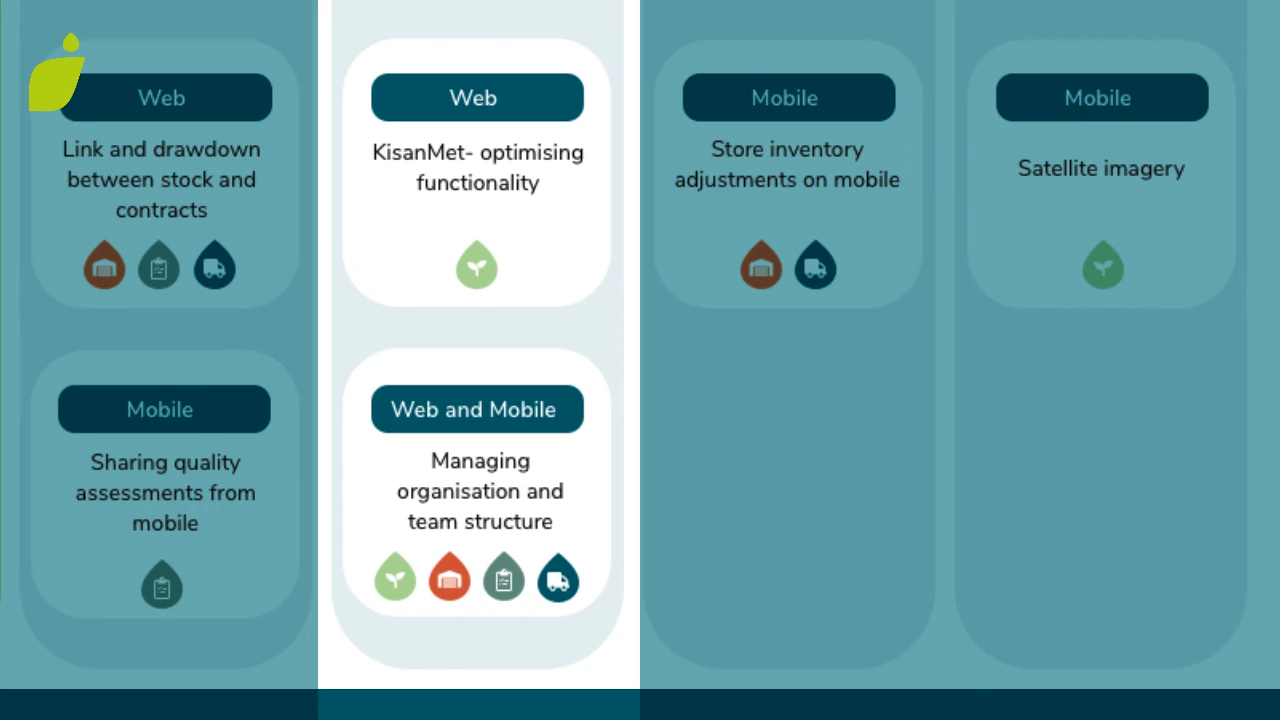 Web
Link and drawdown
between stock and
contracts
Mobile
Sharing quality
assessments from
mobile
Web
KisanMet- optimising
functionality
Web and Mobile
Managing
organisation and
team structure
Mobile
Store inventory
adjustments on mobile
Mobile
Satellite imagery